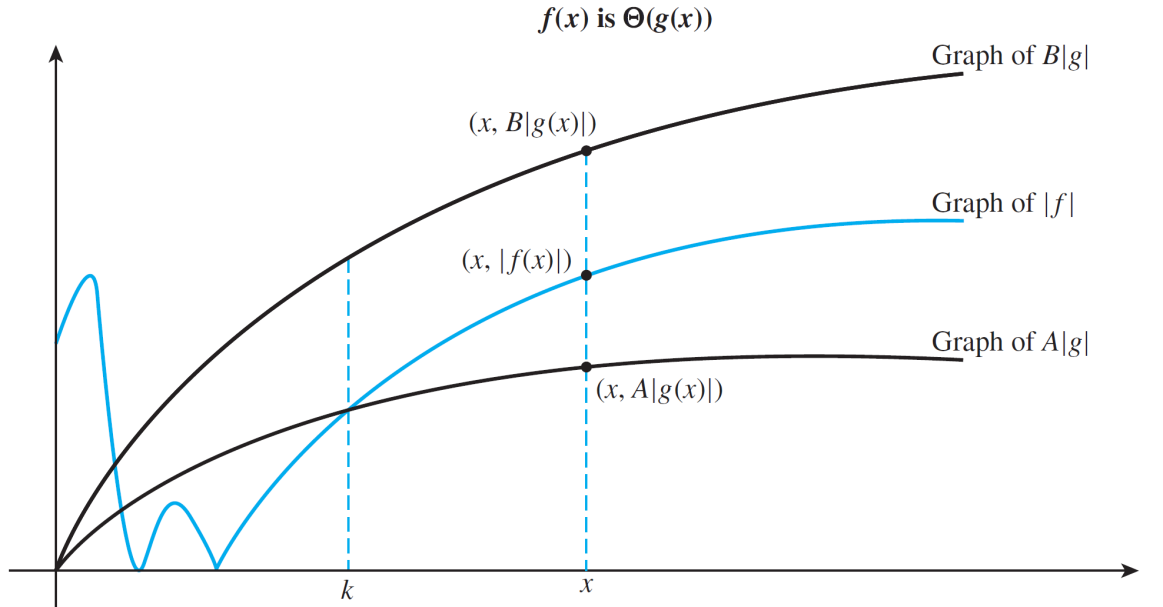 f(x) is Θ(g(x))
Graph of B|g|
(x, B|g(x)|)
Graph of |f|
(x, |f(x)|)
Graph of A|g|
(x, A|g(x)|)
k
x